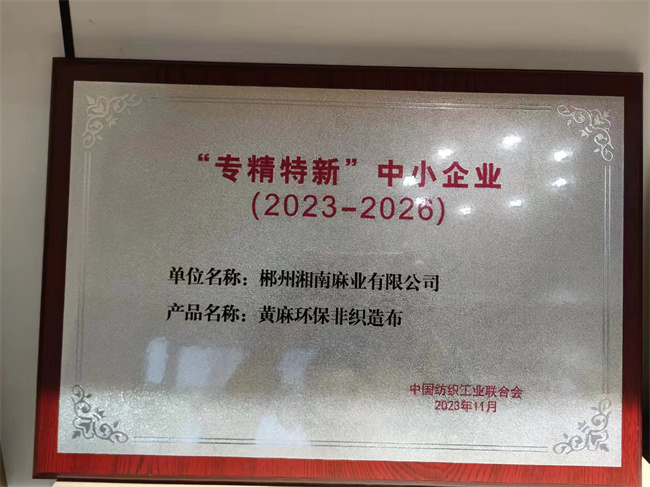 “专精特新”中小企业
(2023-2026)
单位名称：郴州湘南麻业有限公司
产品名称：黄麻环保非织造布
中国纺织工业联合会
2023年11月